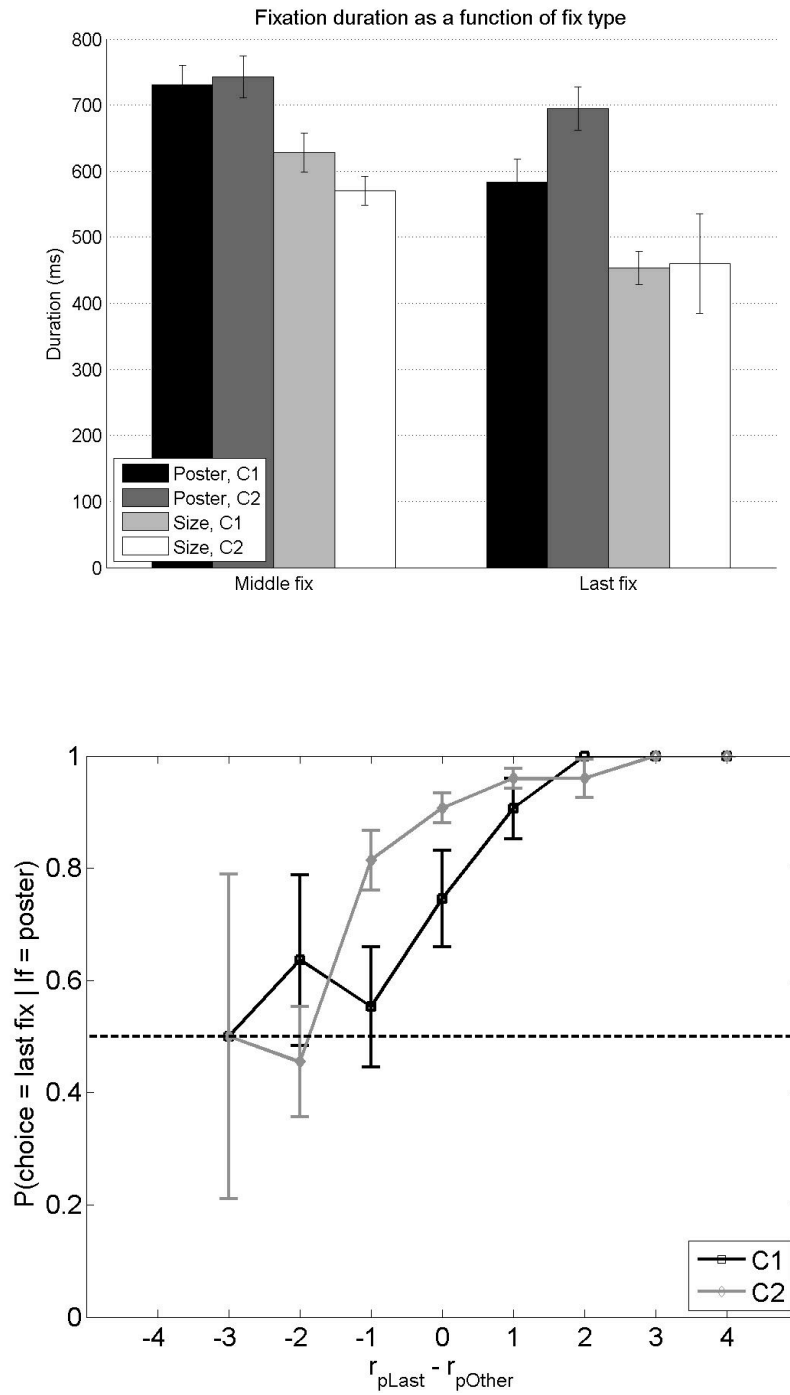 Fixation duration as a function of fix type
800
700
600
500
400
300
200
100
0
Duration (ms)
Poster, C1
Poster, C2
Size, C1
Size, C2
Middle fix Last fix
1
0.8
0.6
0.4
0.2
0
P(choice = last fix | lf = poster)
C1
C2
-4 -3 -2 -1 0 1 2 3 4
r_pLast - r_pOther